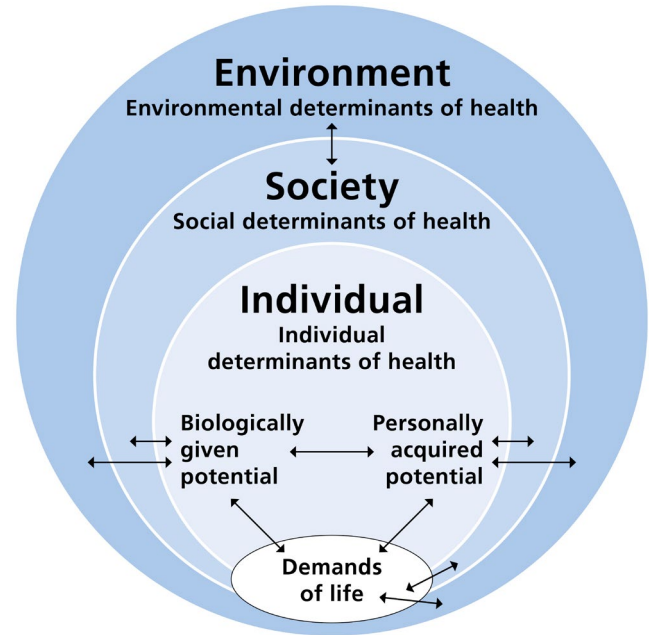 Environment
Environmental determinants of health
Society
Social determinants of health
Individual
Individual
determinants of health
Biologically
given
potential
Personally
acquired
potential
Demands
of life